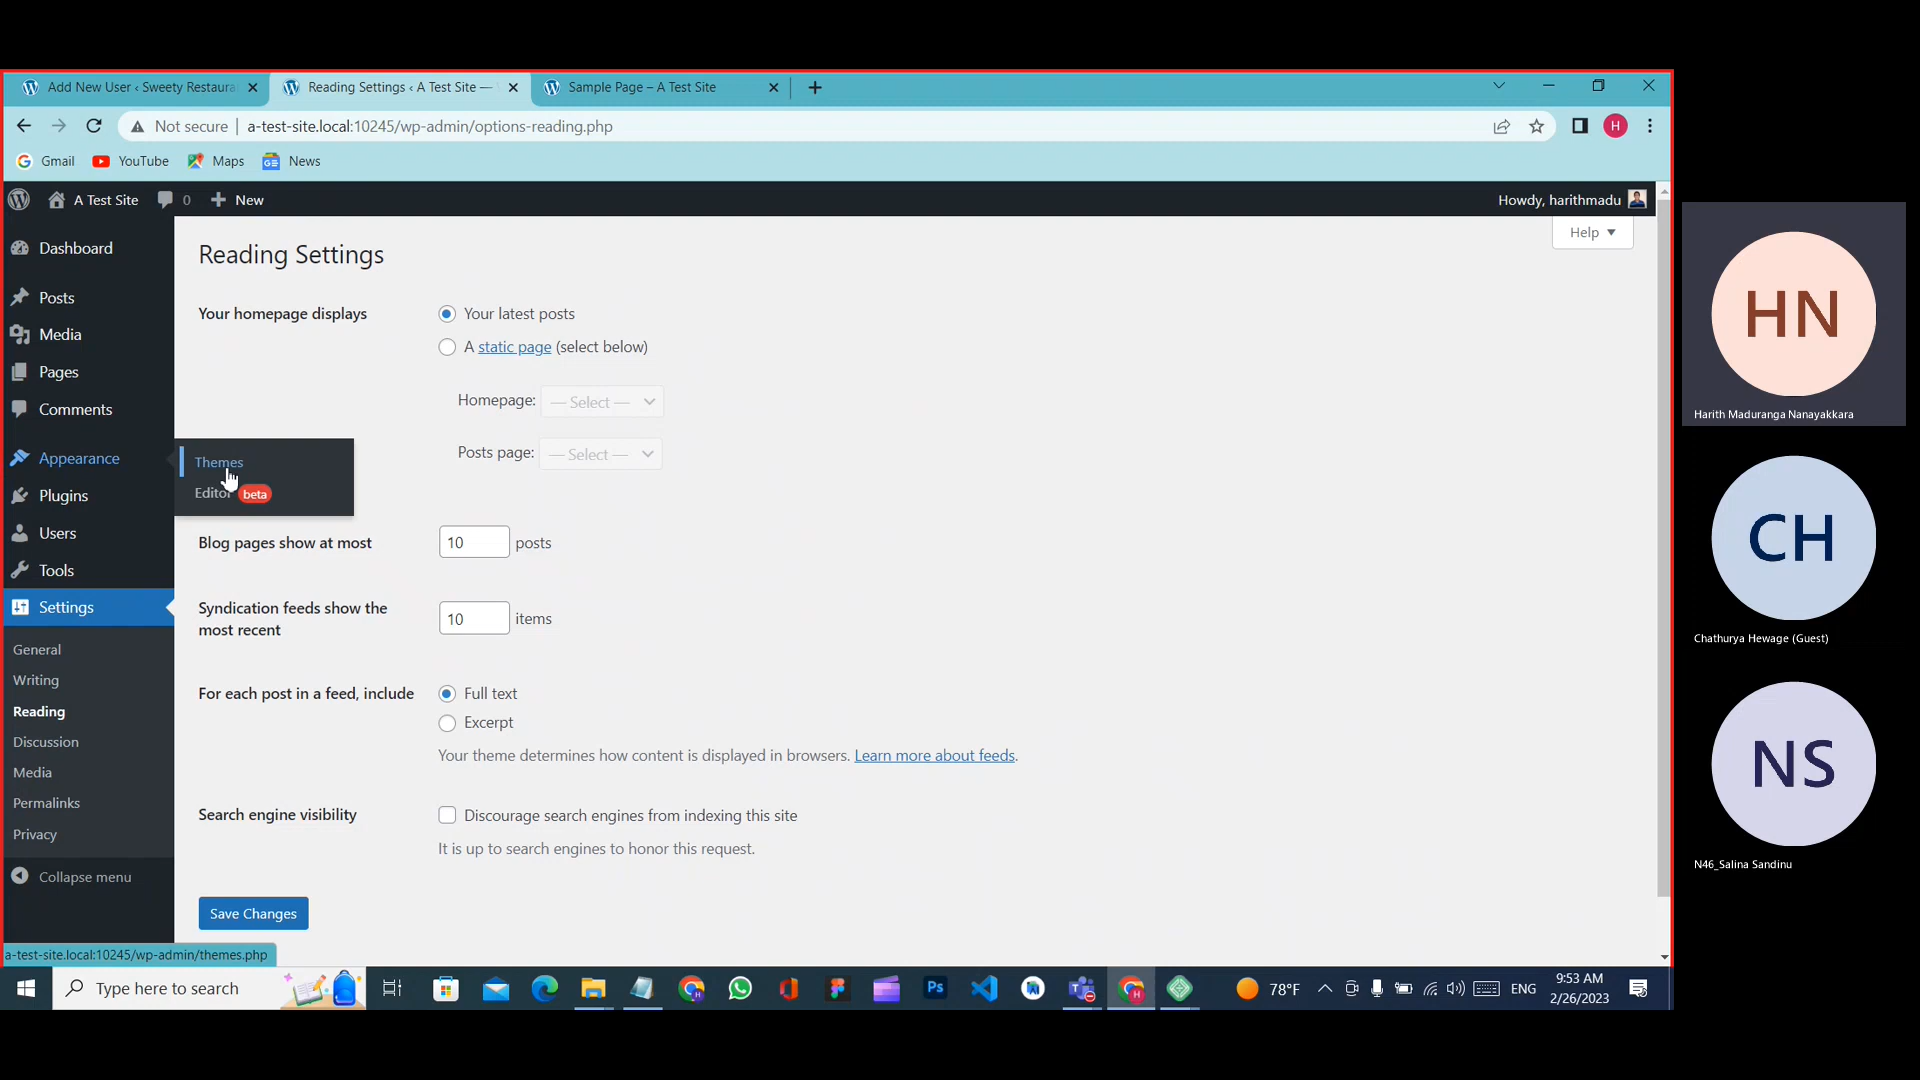 Add New User ‹ Sweety Restaura
Reading Settings ‹ A Test Site —
Sample Page – A Test Site
Not secure
a-test-site.local:10245/wp-admin/options-reading.php
H
Gmail
YouTube
Maps
News
A Test Site
0
New
Howdy, harithmadu
Help
Dashboard
Posts
Media
Pages
Comments
Appearance
Themes
Editor beta
Plugins
Users
Tools
Settings
General
Writing
Reading
Discussion
Media
Permalinks
Privacy
Collapse menu
Reading Settings
Your homepage displays
Your latest posts
A static page (select below)
Homepage: — Select —
Posts page: — Select —
Blog pages show at most
10 posts
Syndication feeds show the
most recent
10 items
For each post in a feed, include
Full text
Excerpt
Your theme determines how content is displayed in browsers. Learn more about feeds.
Search engine visibility
Discourage search engines from indexing this site
It is up to search engines to honor this request.
Save Changes
a-test-site.local:10245/wp-admin/themes.php
Type here to search
Ps
78°F
ENG
9:53 AM
2/26/2023
HN
Harith Maduranga Nanayakkara
CH
Chathurya Hewage (Guest)
NS
N46_Salina Sandinu